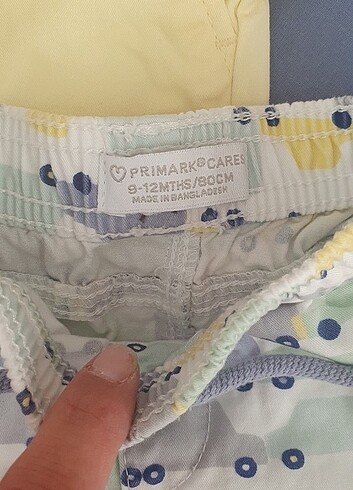 PRIMARK® CARES
9-12MTHS/80CM
MADE IN BANGLADESH